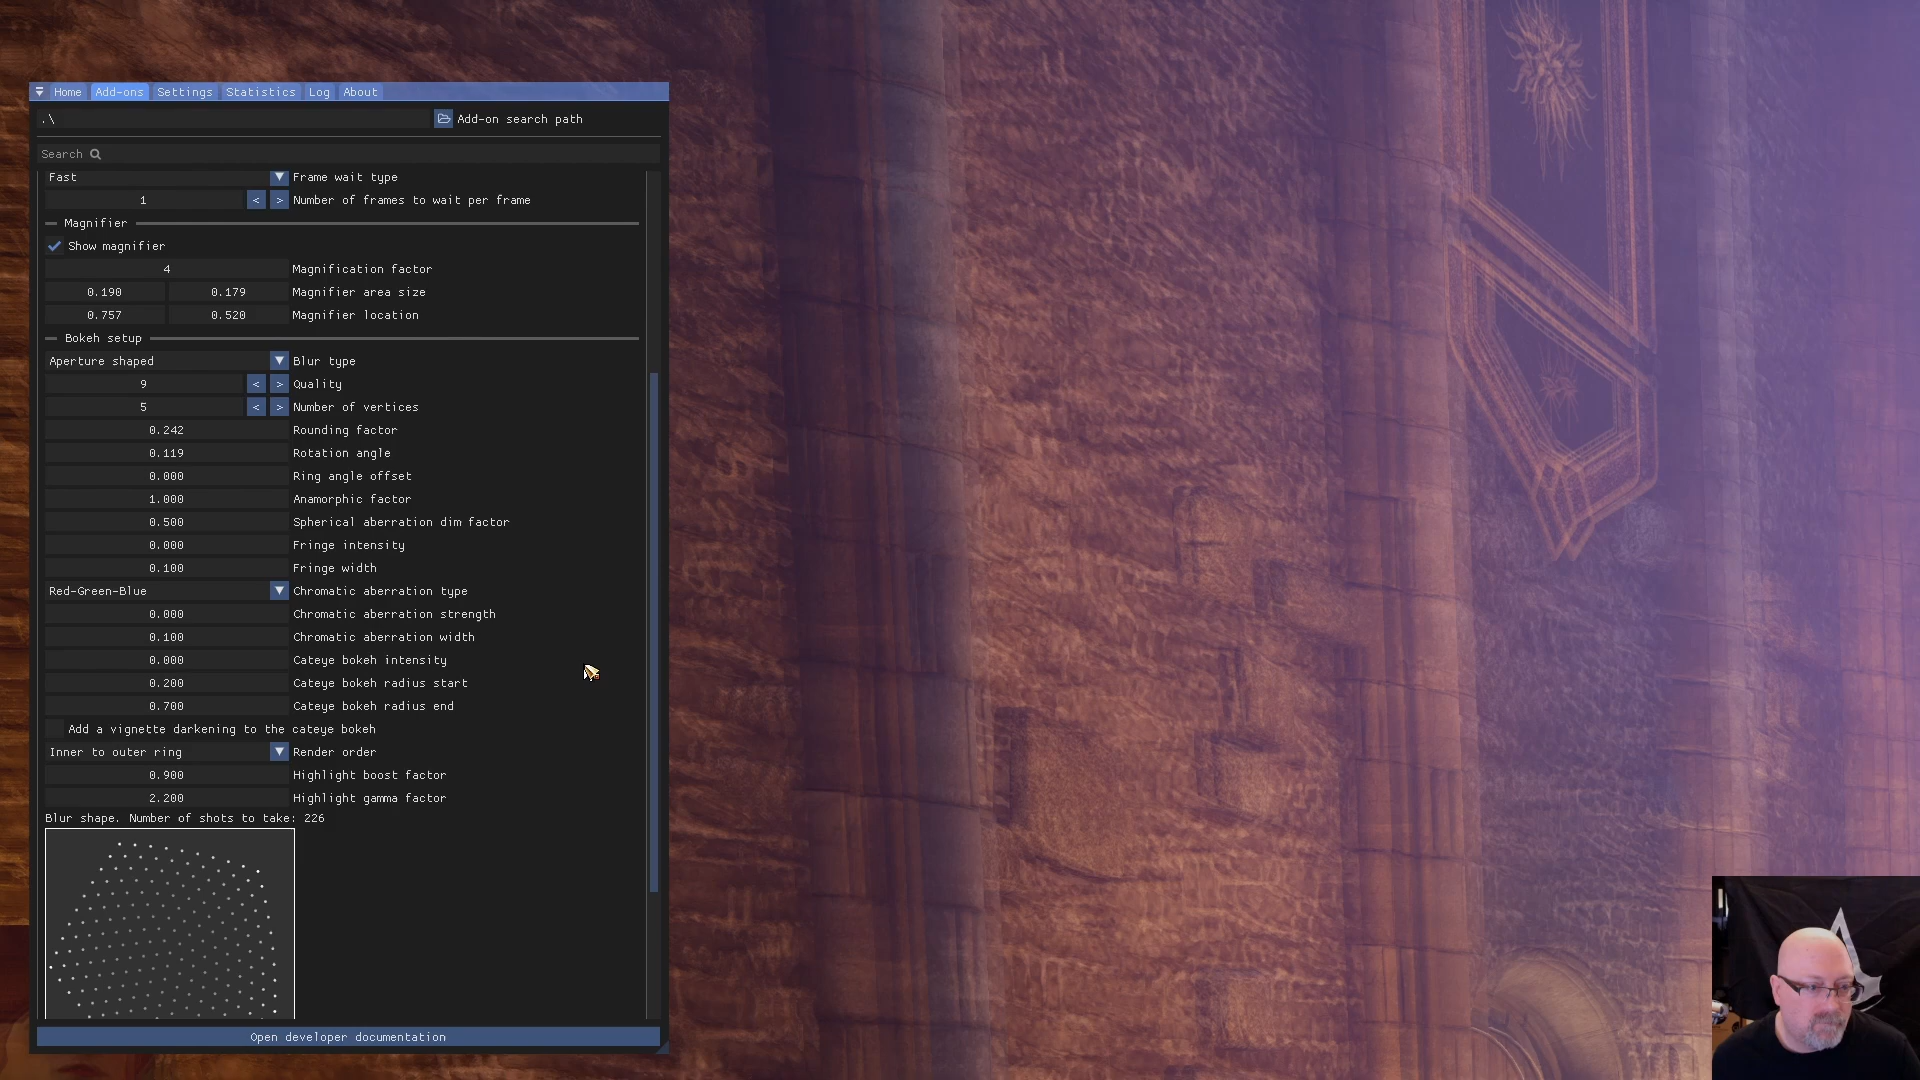 Home Add-ons Settings Statistics Log About
.\ Add-on search path
Search
Fast Frame wait type
1 < > Number of frames to wait per frame
Magnifier
Show magnifier
4 Magnification factor
0.190 0.179 Magnifier area size
0.757 0.520 Magnifier location
Bokeh setup
Aperture shaped Blur type
9 < > Quality
5 < > Number of vertices
0.242 Rounding factor
0.119 Rotation angle
0.000 Ring angle offset
1.000 Anamorphic factor
0.500 Spherical aberration dim factor
0.000 Fringe intensity
0.100 Fringe width
Red-Green-Blue Chromatic aberration type
0.000 Chromatic aberration strength
0.100 Chromatic aberration width
0.000 Cateye bokeh intensity
0.200 Cateye bokeh radius start
0.700 Cateye bokeh radius end
Add a vignette darkening to the cateye bokeh
Inner to outer ring Render order
0.900 Highlight boost factor
2.200 Highlight gamma factor
Blur shape. Number of shots to take: 226
Open developer documentation